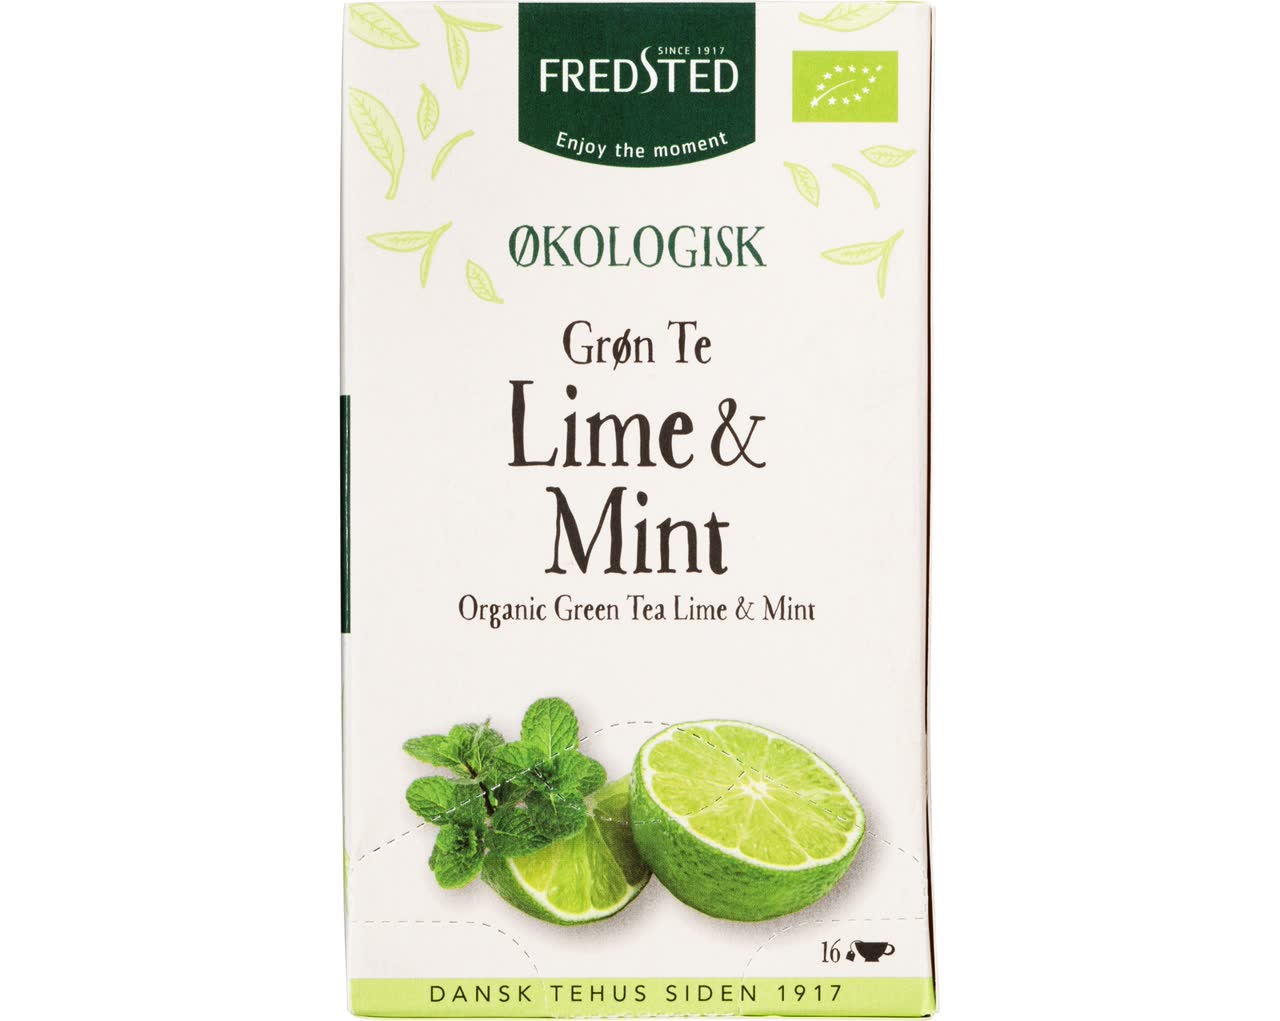 SINCE 1917
FREDSTED
Enjoy the moment
ØKOLOGISK
Grøn Te
Lime &
Mint
Organic Green Tea Lime & Mint
16
DANSK TEHUS SIDEN 1917